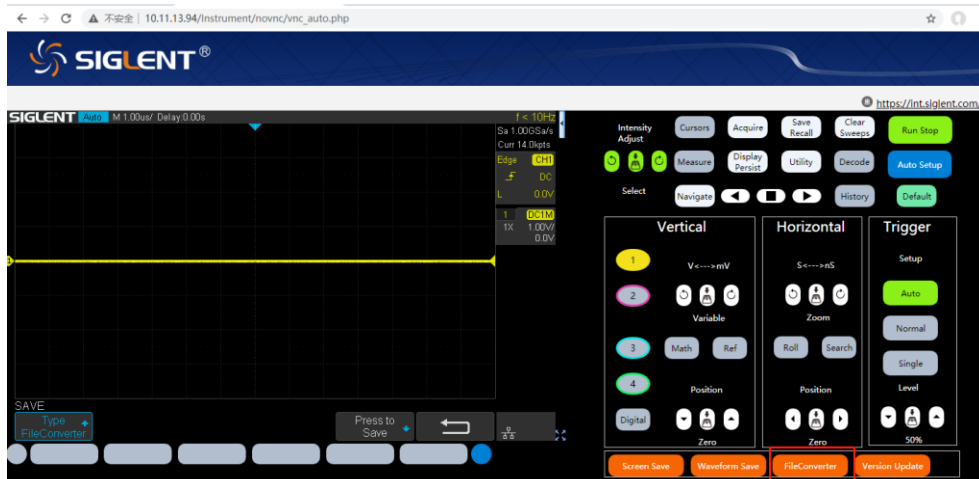 不安全 | 10.11.13.94/Instrument/novnc/vnc_auto.php
SIGLENT®
https://int.siglent.com/
SIGLENT Auto M 1.00us/ Delay:0.00s f < 10Hz
Sa 1.00GSa/s
Curr 14.0kpts
Edge CH1
DC
L 0.0V
1 DC1M
1X 1.00V/
0.0V
SAVE
Type
FileConverter
Press to
Save
Intensity
Adjust
Cursors
Acquire
Save
Recall
Clear
Sweeps
Run Stop
Measure
Display
Persist
Utility
Decode
Auto Setup
Select
Navigate
History
Default
Vertical
1
V<--->mV
2
Variable
3
Math
Ref
4
Position
Digital
Zero
Horizontal
S<--->nS
Zoom
Roll
Search
Position
Zero
Trigger
Setup
Auto
Normal
Single
Level
50%
Screen Save
Waveform Save
FileConverter
Version Update